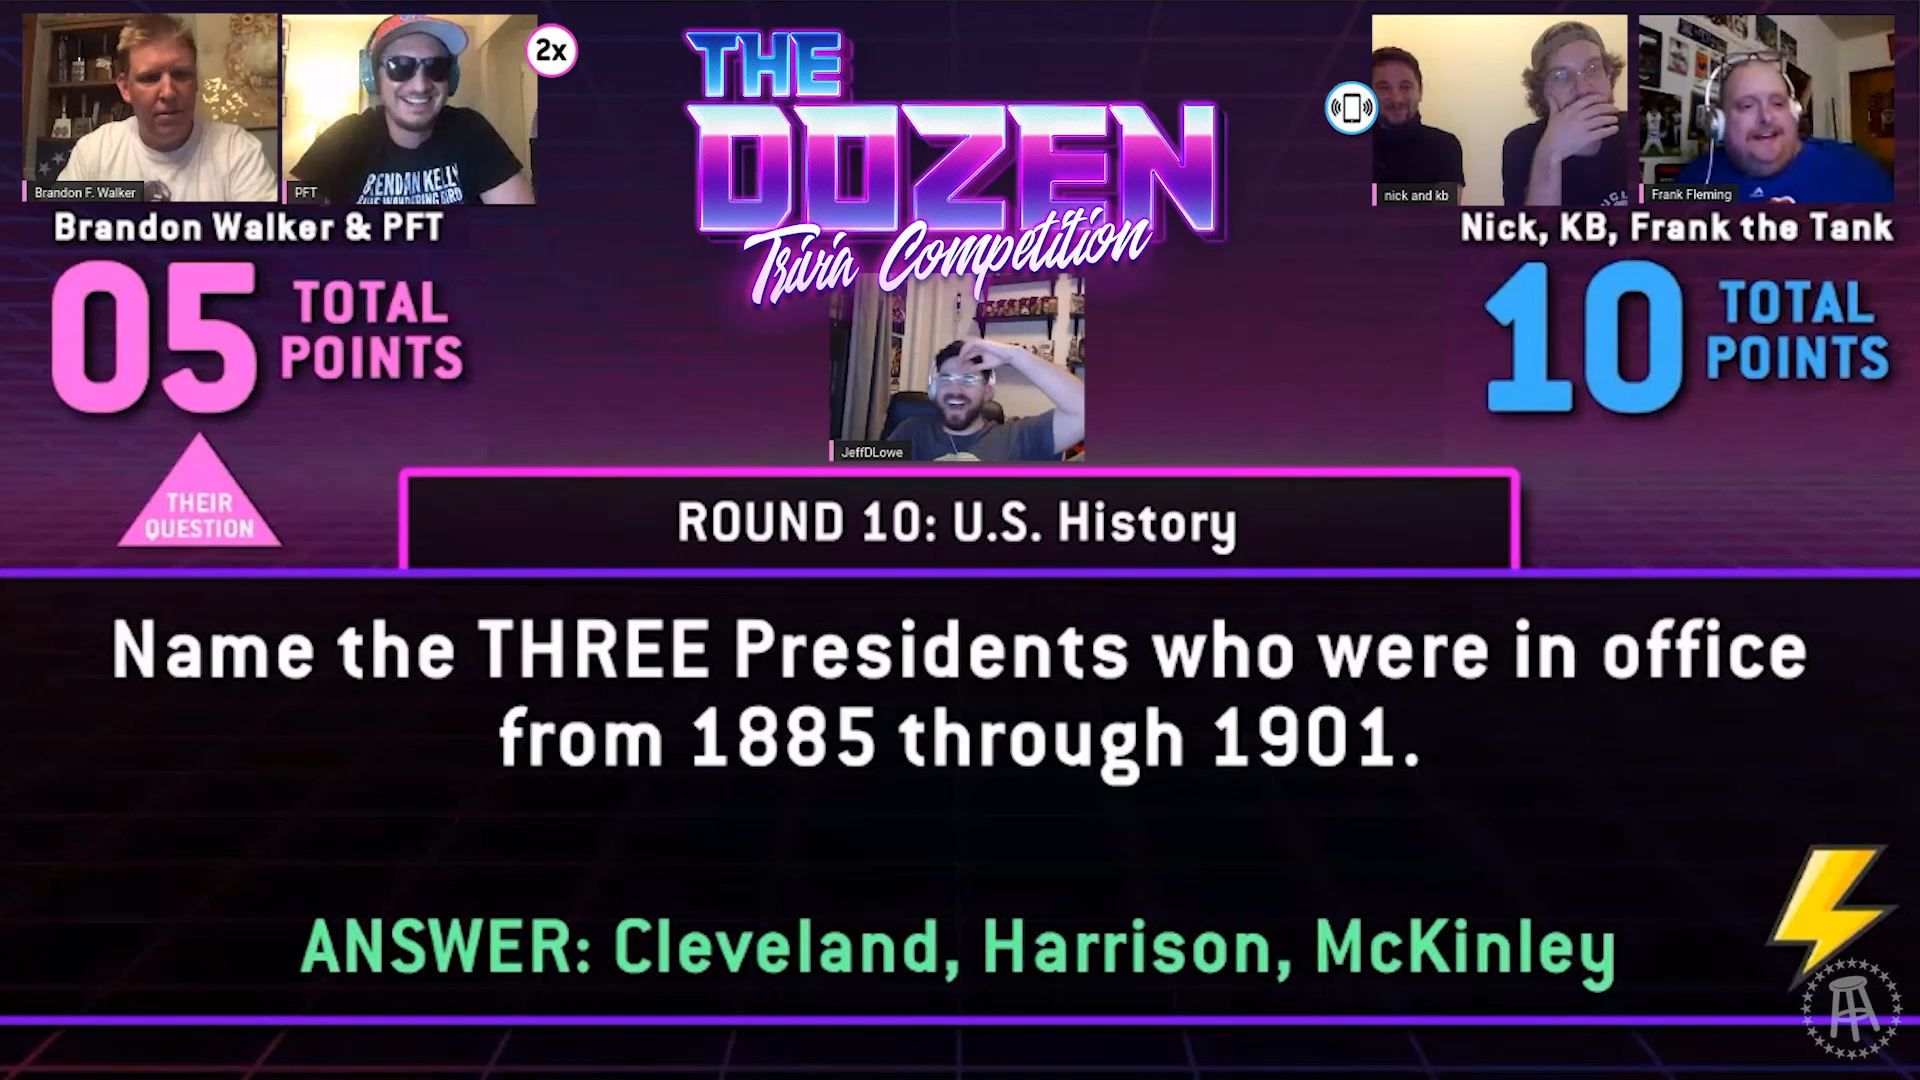 2x
THE
DOZEN
Trivia Competition
Brandon F. Walker
PFT
BRENDAN KELLY
nick and kb
Frank Fleming
Brandon Walker & PFT
Nick, KB, Frank the Tank
05 TOTAL POINTS
10 TOTAL POINTS
JeffDLowe
THEIR
QUESTION
ROUND 10: U.S. History
Name the THREE Presidents who were in office
from 1885 through 1901.
ANSWER: Cleveland, Harrison, McKinley